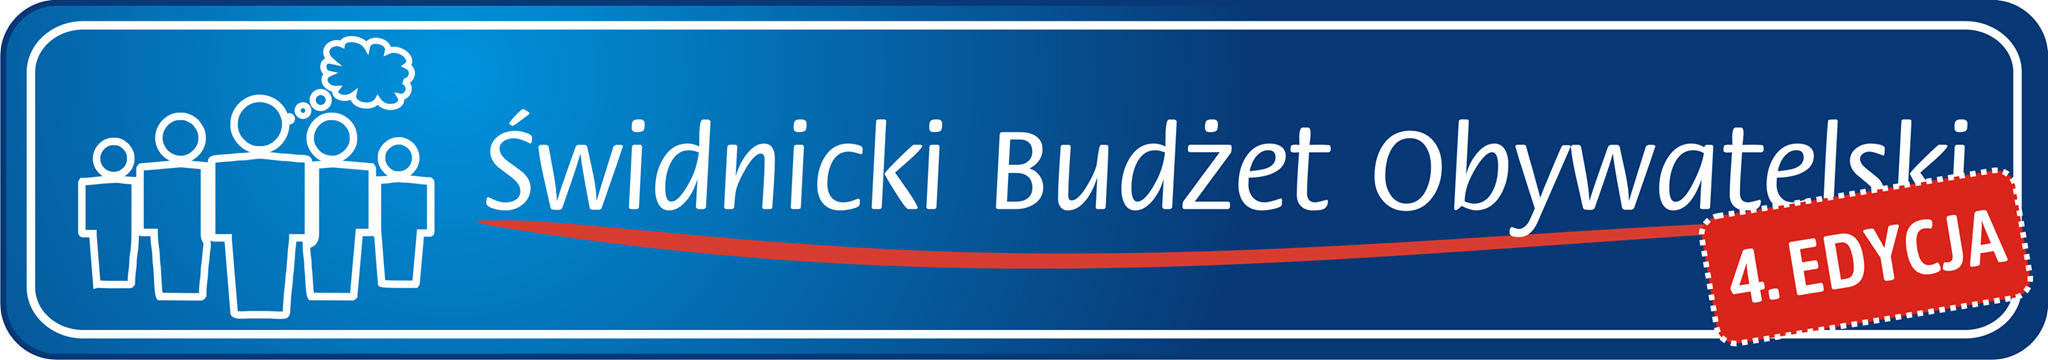 Świdnicki Budżet Obywatelski
4. EDYCJA